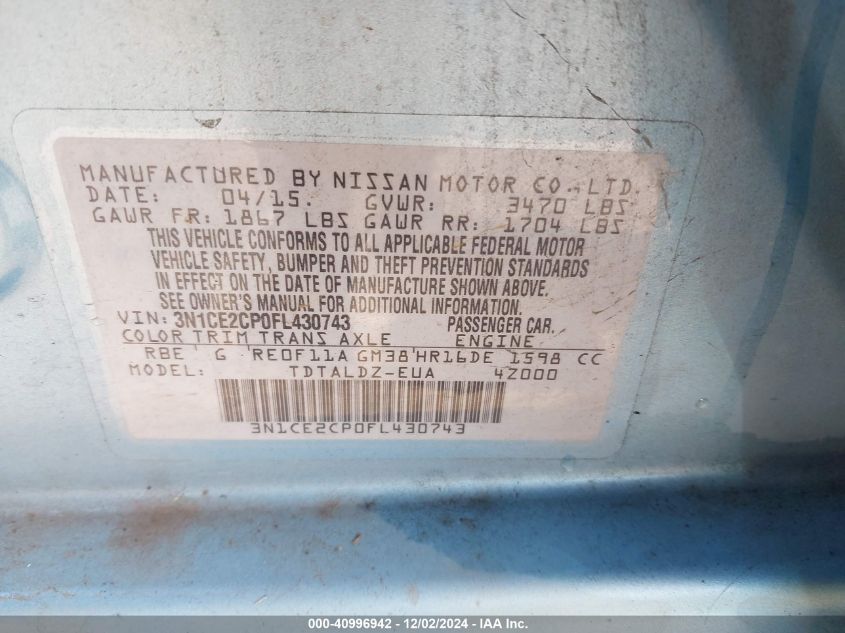 MANUFACTURED BY NISSAN MOTOR CO.,LTD.
DATE: 04/15. GVWR: 3470 LBS
GAWR FR: 1867 LBS GAWR RR: 1704 LBS
THIS VEHICLE CONFORMS TO ALL APPLICABLE FEDERAL MOTOR
VEHICLE SAFETY, BUMPER AND THEFT PREVENTION STANDARDS
IN EFFECT ON THE DATE OF MANUFACTURE SHOWN ABOVE.
SEE OWNER'S MANUAL FOR ADDITIONAL INFORMATION.
VIN: 3N1CE2CP0FL430743 PASSENGER CAR.
COLOR TRIM TRANS AXLE ENGINE
RBE G 'RE0F11A GM38'HR16DE 1598 CC
MODEL: TDTALDZ-EUA 4Z000
3N1CE2CP0FL430743
000-40996942 - 12/02/2024 - IAA Inc.